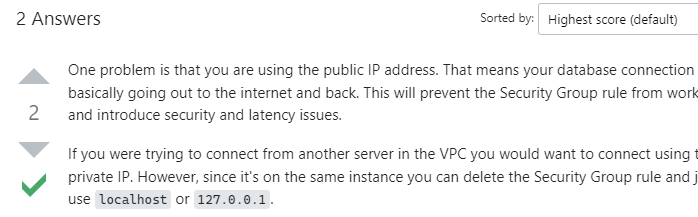 2 Answers
Sorted by: Highest score (default)
One problem is that you are using the public IP address. That means your database connection
basically going out to the internet and back. This will prevent the Security Group rule from work
2
and introduce security and latency issues.
If you were trying to connect from another server in the VPC you would want to connect using
private IP. However, since it's on the same instance you can delete the Security Group rule and
use localhost or 127.0.0.1.